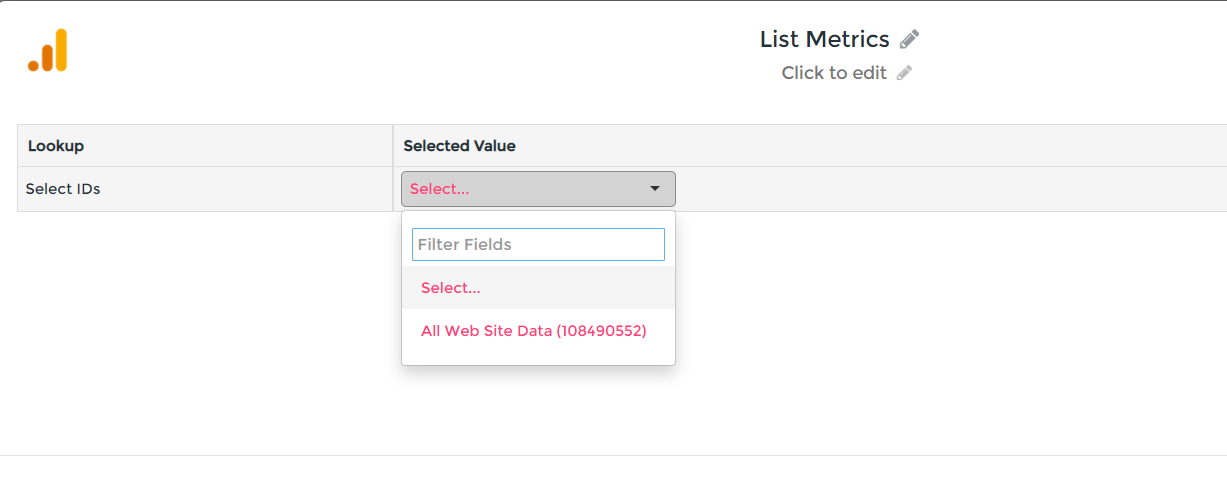 List Metrics
Click to edit
Lookup
Selected Value
Select IDs
Select...
Filter Fields
Select...
All Web Site Data (108490552)